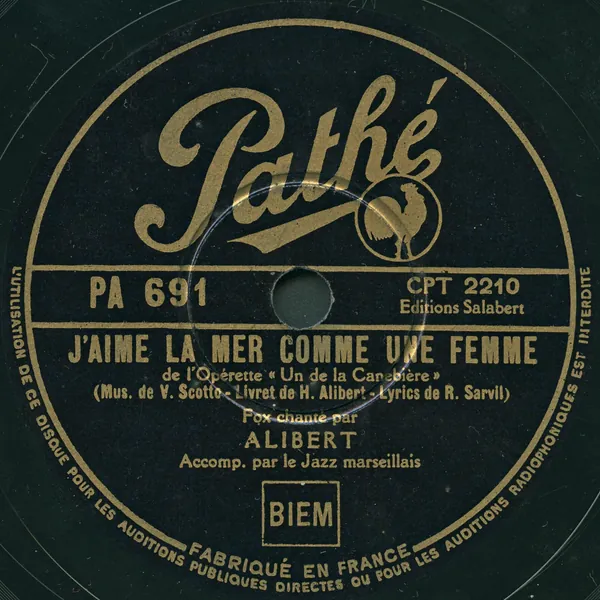 Pathé
PA 691
CPT 2210
Editions Salabert
J'AIME LA MER COMME UNE FEMME
de l'Opérette « Un de la Canebière »
(Mus. de V. Scotto - Livret de H. Alibert - Lyrics de R. Sarvil)
Fox chanté par
ALIBERT
Accomp. par le Jazz marseillais
BIEM
FABRIQUÉ EN FRANCE
L'UTILISATION DE CE DISQUE POUR LES AUDITIONS PUBLIQUES DIRECTES OU POUR LES AUDITIONS RADIOPHONIQUES EST INTERDITE